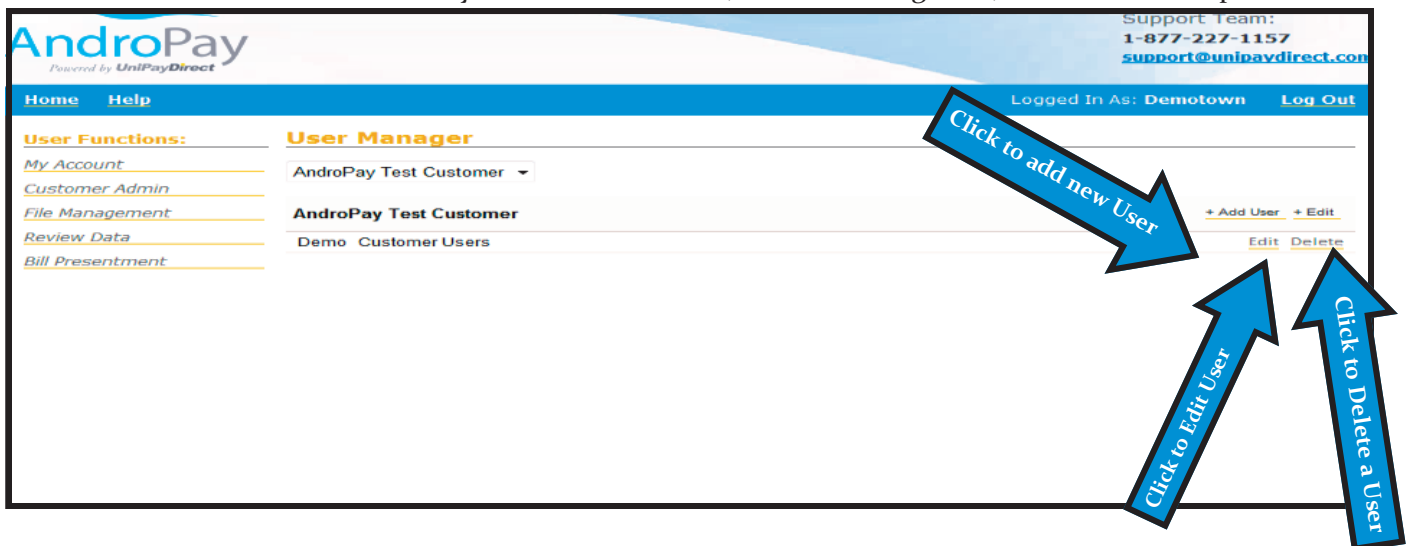 Support Team:
AndroPay
1-877-227-1157
Powered by UniPayDirect
support@unipaydirect.com
Home Help Logged In As: Demotown Log Out
User Functions:
User Manager
My Account
AndroPay Test Customer
Customer Admin
File Management
AndroPay Test Customer + Add User + Edit
Review Data
Demo Customer Users Edit Delete
Bill Presentment
Click to add new User
Click to Edit User
Click to Delete a User